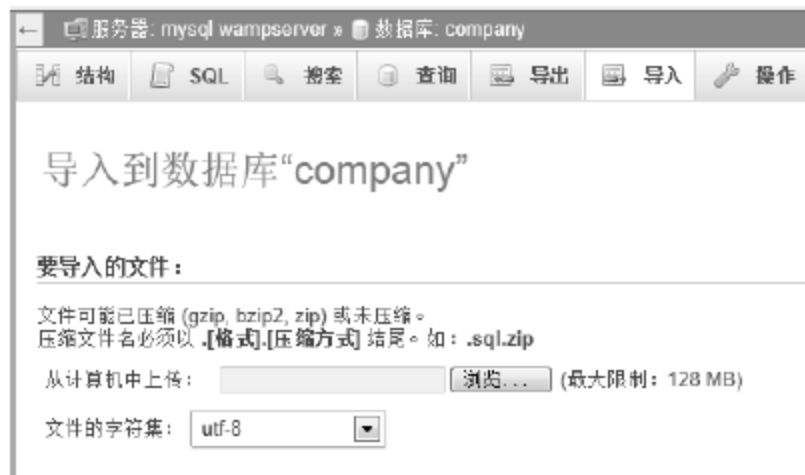 ← 服务器: mysql wampserver » 数据库: company
结构 SQL 搜索 查询 导出 导入 操作
导入到数据库“company”
要导入的文件：
文件可能已压缩 (gzip, bzip2, zip) 或未压缩。
压缩文件名必须以 .[格式].[压缩方式] 结尾。如：.sql.zip
从计算机中上传： 浏览... (最大限制：128 MB)
文件的字符集： utf-8